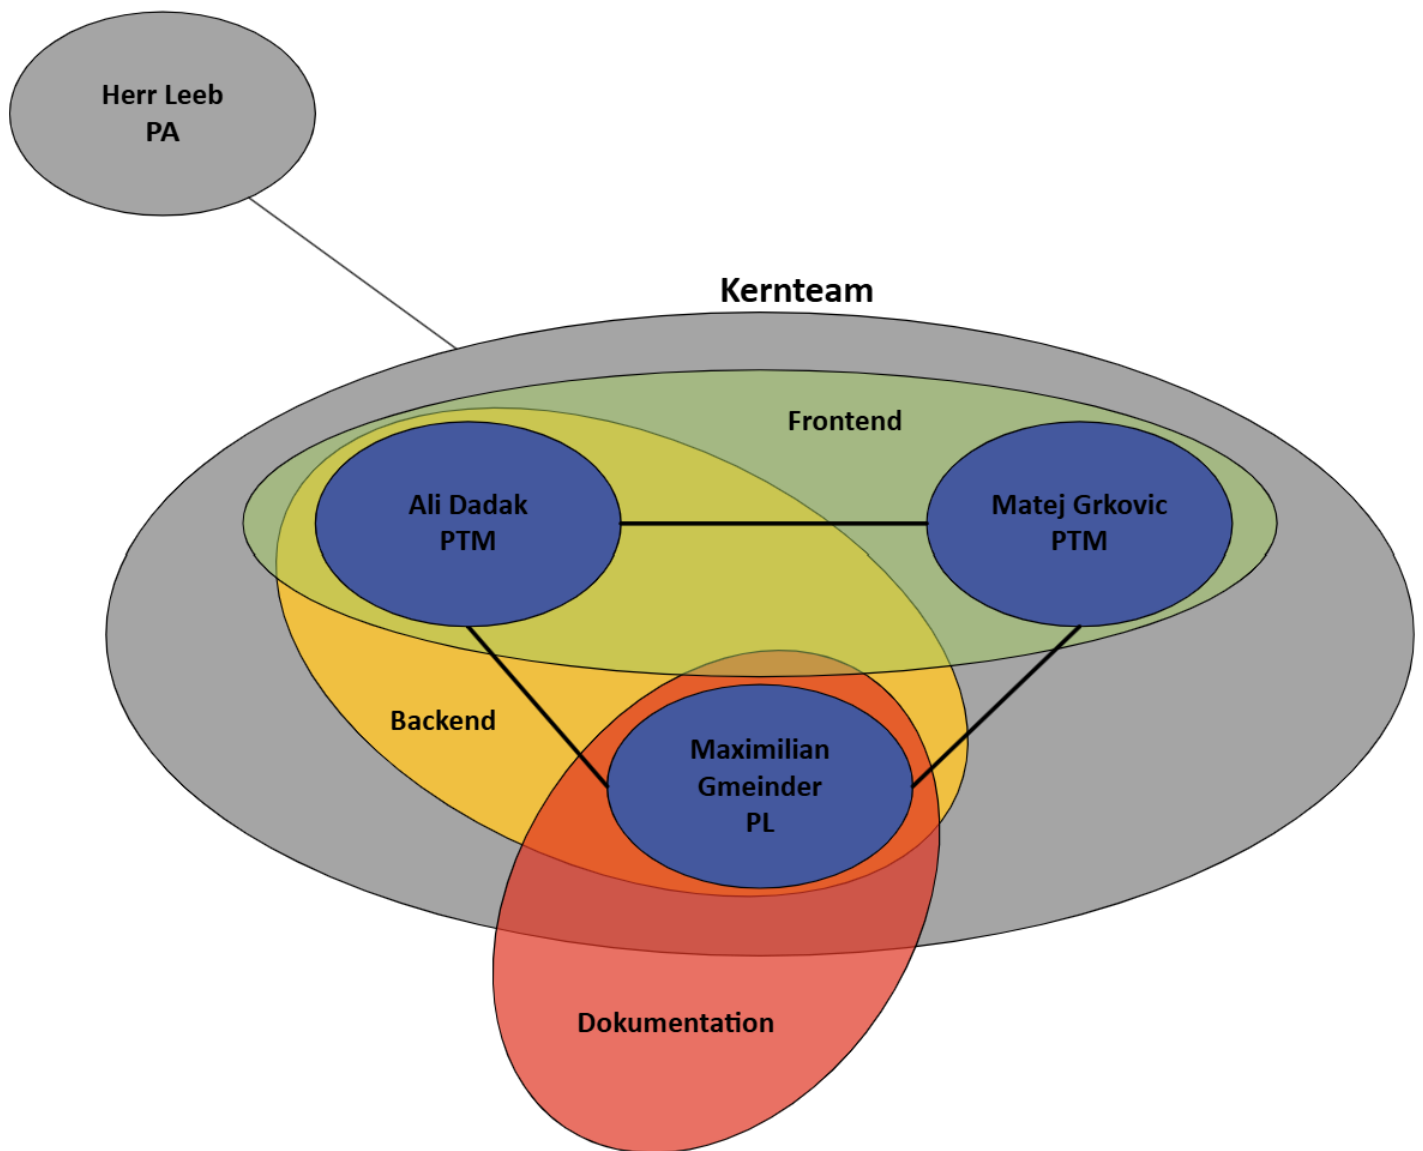 Herr Leeb
PA
Kernteam
Frontend
Ali Dadak
PTM
Matej Grkovic
PTM
Backend
Maximilian
Gmeinder
PL
Dokumentation